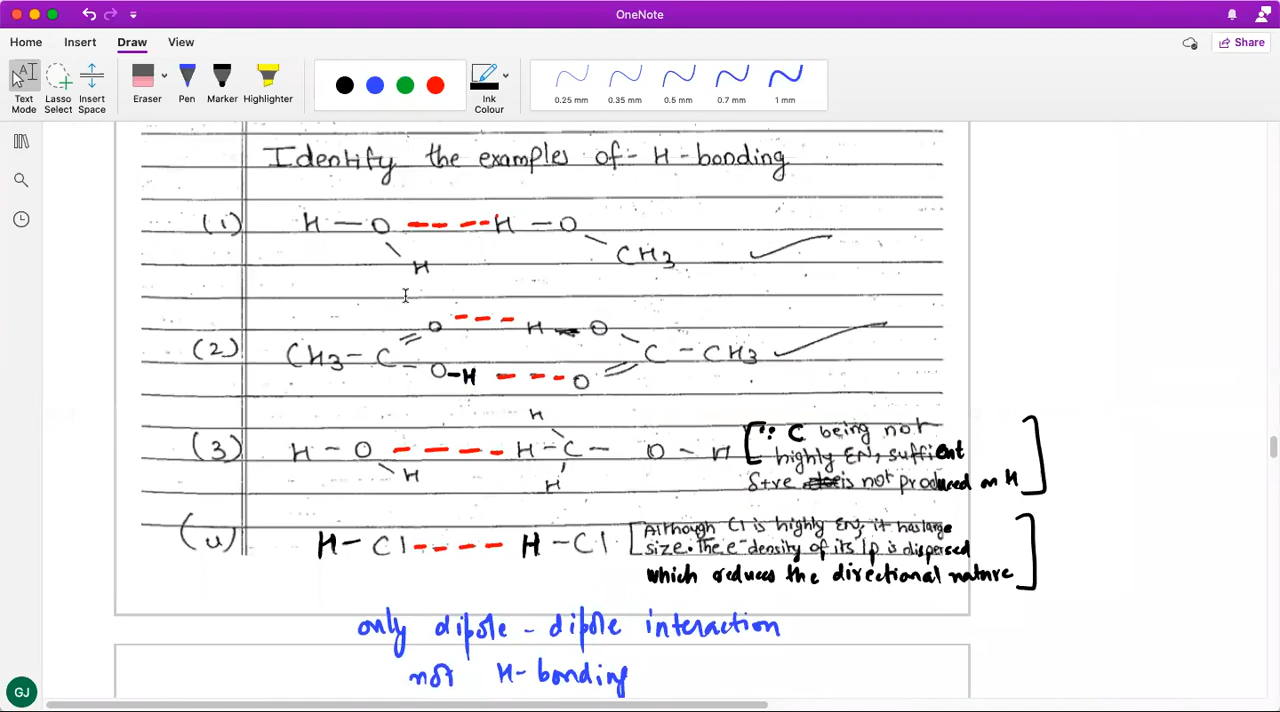 OneNote
Home Insert Draw View
Share
Text Mode
Lasso Select
Insert Space
Eraser
Pen
Marker
Highlighter
Ink Colour
0.25 mm
0.35 mm
0.5 mm
0.7 mm
1 mm
Identify the examples of H-bonding
(1) H — O --- H — O
H CH3
O --- H — O
(2) CH3 — C C — CH3
O-H --- O
H
(3) H — O ---- H — C — O — H
H
H
[∵ C being not
highly EN, sufficient
δ+ve is not produced on H]
(4) H — Cl ---- H — Cl
[Although Cl is highly EN, it has large
size. The e⁻ density of its lp is dispersed
which reduces the directional nature]
only dipole - dipole interaction
not H-bonding
GJ